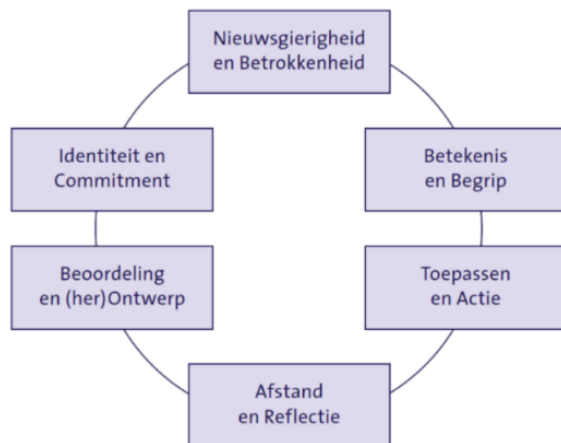 Nieuwsgierigheid
en Betrokkenheid
Betekenis
en Begrip
Toepassen
en Actie
Afstand
en Reflectie
Beoordeling
en (her)Ontwerp
Identiteit en
Commitment